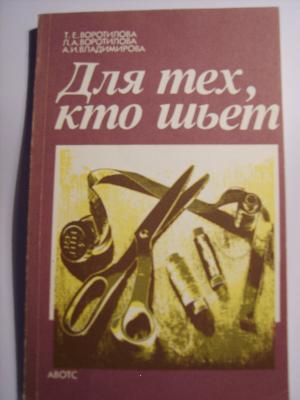 Т. Е. ВОРОТИЛОВА
Л. А. ВОРОТИЛОВА
А. И. ВЛАДИМИРОВА
Для тех,
кто шьет
АВОТС